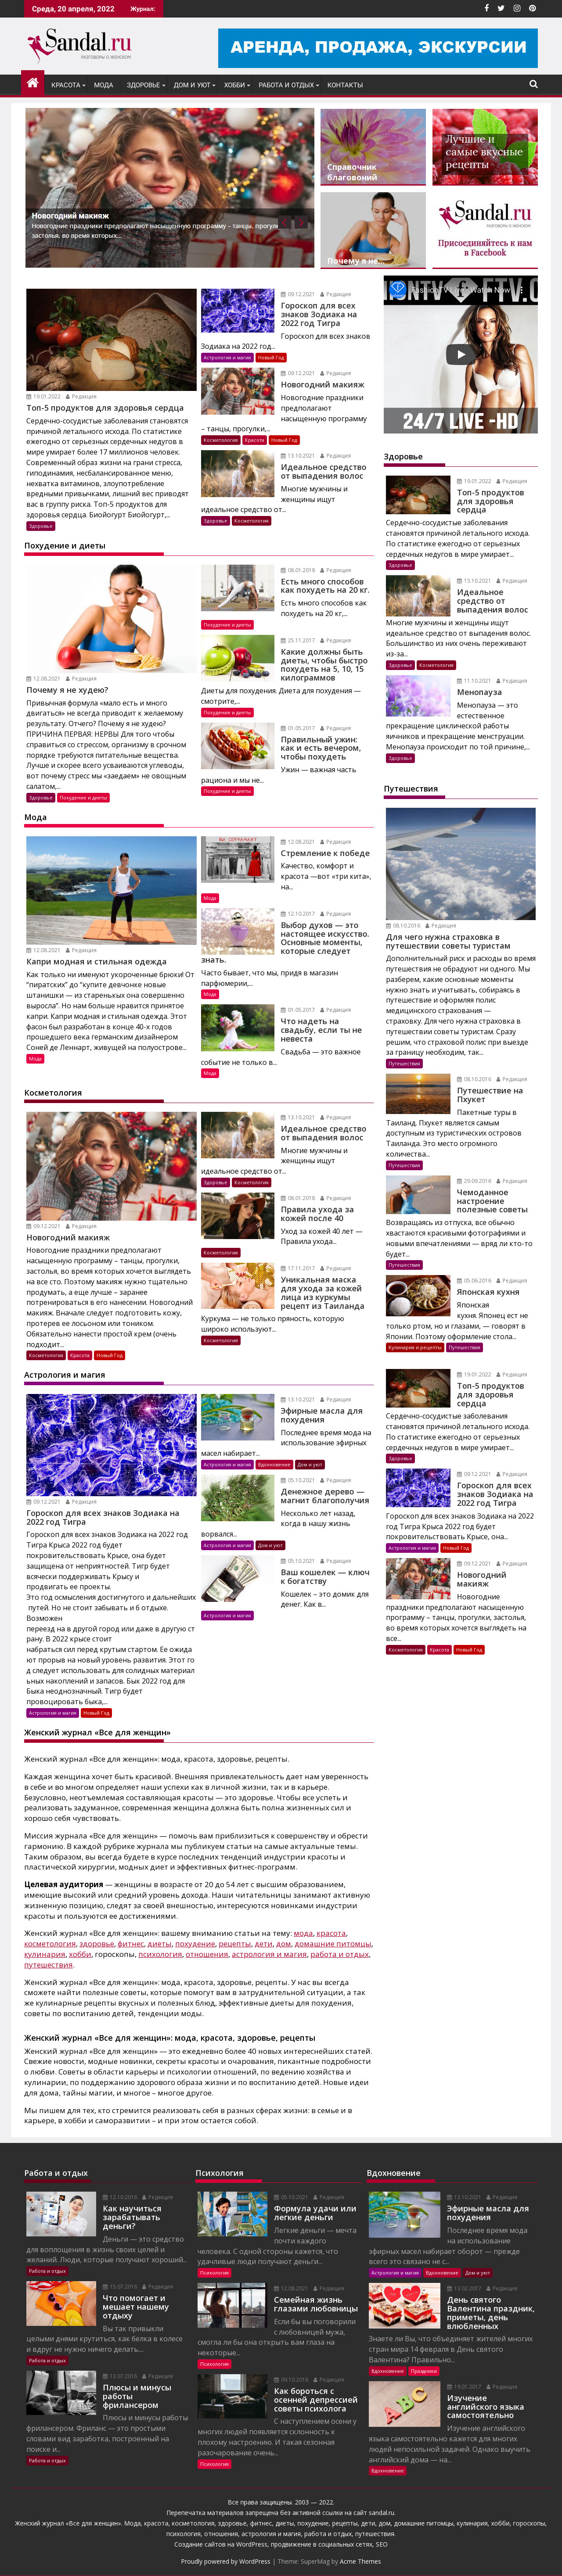 Среда, 20 апреля, 2022
Журнал:
Sandal.ru
РАЗГОВОРЫ О ЖЕНСКОМ
АРЕНДА, ПРОДАЖА, ЭКСКУРСИИ
КРАСОТА
МОДА
ЗДОРОВЬЕ
ДОМ И УЮТ
ХОББИ
РАБОТА И ОТДЫХ
КОНТАКТЫ
Новогодний макияж
Новогодние праздники предполагают насыщенную программу – танцы, прогулки,
застолья, во время которых...
Справочник
благовоний
Лучшие и
самые вкусные
рецепты
Почему я не...
Sandal.ru
Присоединяйтесь к нам
в Facebook
19.01.2022 Редакция
Топ-5 продуктов для здоровья сердца
Сердечно-сосудистые заболевания становятся
причиной летального исхода. По статистике
ежегодно от серьезных сердечных недугов в
мире умирает более 17 миллионов человек.
Современный образ жизни на грани стресса,
гиподинамия, несбалансированное меню,
нехватка витаминов, злоупотребление
вредными привычками, лишний вес приводят
вас в группу риска. Топ-5 продуктов для
здоровья сердца. Биойогурт Биойогурт,...
Здоровье
09.12.2021 Редакция
Гороскоп для всех
знаков Зодиака на
2022 год Тигра
Гороскоп для всех знаков
Зодиака на 2022 год...
Астрология и магия Новый Год
09.12.2021 Редакция
Новогодний макияж
Новогодние праздники
предполагают
насыщенную программу
– танцы, прогулки,...
Косметология Красота Новый Год
13.10.2021 Редакция
Идеальное средство
от выпадения волос
Многие мужчины и
женщины ищут
идеальное средство от...
Здоровье Косметология
24/7 LIVE -HD
Здоровье
19.01.2022 Редакция
Топ-5 продуктов
для здоровья
сердца
Сердечно-сосудистые заболевания
становятся причиной летального исхода.
По статистике ежегодно от серьезных
сердечных недугов в мире умирает...
Здоровье
13.10.2021 Редакция
Идеальное
средство от
выпадения волос
Многие мужчины и женщины ищут
идеальное средство от выпадения волос.
Большинство из них очень переживают
из-за...
Здоровье Косметология
11.10.2021 Редакция
Менопауза
Менопауза — это
естественное
прекращение циклической работы
яичников и прекращение менструации.
Менопауза происходит по той причине,...
Здоровье
Похудение и диеты
12.08.2021 Редакция
Почему я не худею?
Привычная формула «мало есть и много
двигаться» не всегда приводит к желаемому
результату. Отчего? Почему я не худею?
ПРИЧИНА ПЕРВАЯ: НЕРВЫ Для того чтобы
справиться со стрессом, организму в срочном
порядке требуются питательные вещества.
Лучше и скорее всего усваиваются углеводы,
вот почему стресс мы «заедаем» не овощным
салатом,...
Здоровье Похудение и диеты
08.01.2018 Редакция
Есть много способов
как похудеть на 20 кг.
Есть много способов как
похудеть на 20 кг,...
Похудение и диеты
25.11.2017 Редакция
Какие должны быть
диеты, чтобы быстро
похудеть на 5, 10, 15
килограммов
Диеты для похудения. Диета для похудения —
смотрите,...
Похудение и диеты
01.05.2017 Редакция
Правильный ужин:
как и есть вечером,
чтобы похудеть
Ужин — важная часть
рациона и мы не...
Похудение и диеты
Мода
12.08.2021 Редакция
Капри модная и стильная одежда
Как только ни именуют укороченные брюки! От
“пиратских” до “купите девчонке новые
штанишки — из стареньких она совершенно
выросла”. Но нам больше нравится принятое
капри. Капри модная и стильная одежда. Этот
фасон был разработан в конце 40-х годов
прошедшего века германским дизайнером
Соней де Леннарт, живущей на полуострове...
Мода
12.08.2021 Редакция
Стремление к победе
Качество, комфорт и
красота —вот «три кита»,
на...
Мода
12.10.2017 Редакция
Выбор духов — это
настоящее искусство.
Основные моменты,
которые следует
знать.
Часто бывает, что мы, придя в магазин
парфюмерии,...
Мода
01.05.2017 Редакция
Что надеть на
свадьбу, если ты не
невеста
Свадьба — это важное
событие не только в...
Мода
Путешествия
08.10.2016 Редакция
Для чего нужна страховка в
путешествии советы туристам
Дополнительный риск и расходы во время
путешествия не обрадуют ни одного. Мы
разберем, какие основные моменты
нужно знать и учитывать, собираясь в
путешествие и оформляя полис
медицинского страхования —
страховку. Для чего нужна страховка в
путешествии советы туристам. Сразу
решим, что страховой полис при выезде
за границу необходим, так...
Путешествия
08.10.2016 Редакция
Путешествие на
Пхукет
Пакетные туры в
Таиланд. Пхукет является самым
доступным из туристических островов
Таиланда. Это место огромного
количества...
Путешествия
29.09.2016 Редакция
Чемоданное
настроение
полезные советы
Возвращаясь из отпуска, все обычно
хвастаются красивыми фотографиями и
новыми впечатлениями — вряд ли кто-то
будет...
Путешествия
05.06.2016 Редакция
Японская кухня
Японская
кухня. Японец ест не
только ртом, но и глазами, — говорят в
Японии. Поэтому оформление стола...
Кулинария и рецепты Путешествия
Косметология
09.12.2021 Редакция
Новогодний макияж
Новогодние праздники предполагают
насыщенную программу – танцы, прогулки,
застолья, во время которых хочется выглядеть
на все сто. Поэтому макияж нужно тщательно
продумать, а еще лучше – заранее
потренироваться в его нанесении. Новогодний
макияж. Вначале следует подготовить кожу,
протерев ее лосьоном или тоником.
Обязательно нанести простой крем (очень
подходит...
Косметология Красота Новый Год
13.10.2021 Редакция
Идеальное средство
от выпадения волос
Многие мужчины и
женщины ищут
идеальное средство от...
Здоровье Косметология
08.01.2018 Редакция
Правила ухода за
кожей после 40
Уход за кожей 40 лет —
Правила ухода...
Косметология
17.11.2017 Редакция
Уникальная маска
для ухода за кожей
лица из куркумы
рецепт из Таиланда
Куркума — не только пряность, которую
широко используют...
Косметология
19.01.2022 Редакция
Топ-5 продуктов
для здоровья
сердца
Сердечно-сосудистые заболевания
становятся причиной летального исхода.
По статистике ежегодно от серьезных
сердечных недугов в мире умирает...
Здоровье
09.12.2021 Редакция
Гороскоп для всех
знаков Зодиака на
2022 год Тигра
Гороскоп для всех знаков Зодиака на 2022
год Тигра Крыса 2022 год будет
покровительствовать Крысе, она...
Астрология и магия Новый Год
09.12.2021 Редакция
Новогодний
макияж
Новогодние
праздники предполагают насыщенную
программу – танцы, прогулки, застолья,
во время которых хочется выглядеть на
все...
Косметология Красота Новый Год
Астрология и магия
09.12.2021 Редакция
Гороскоп для всех знаков Зодиака на
2022 год Тигра
Гороскоп для всех знаков Зодиака на 2022 год
Тигра Крыса 2022 год будет
покровительствовать Крысе, она будет
защищена от неприятностей. Тигр будет
всячески поддерживать Крысу и
продвигать ее проекты.
Это год осмысления достигнутого и дальнейших
путей. Но не стоит забывать и об отдыхе.
Возможен
переезд на в другой город или даже в другую ст
рану. В 2022 крысе стоит
набраться сил перед крутым стартом. Ее ожида
ют прорыв на новый уровень развития. Этот го
д следует использовать для солидных материал
ьных накоплений и запасов. Бык 2022 год для
Быка неоднозначный. Тигр будет
провоцировать быка,...
Астрология и магия Новый Год
13.10.2021 Редакция
Эфирные масла для
похудения
Последнее время мода на
использование эфирных
масел набирает...
Астрология и магия Вдохновение Дом и уют
05.10.2021 Редакция
Денежное дерево —
магнит благополучия
Несколько лет назад,
когда в нашу жизнь
ворвался...
Астрология и магия Дом и уют
05.10.2021 Редакция
Ваш кошелек — ключ
к богатству
Кошелек – это домик для
денег. Как в...
Астрология и магия
Женский журнал «Все для женщин»
Женский журнал «Все для женщин»: мода, красота, здоровье, рецепты.
Каждая женщина хочет быть красивой. Внешняя привлекательность дает нам уверенность
в себе и во многом определяет наши успехи как в личной жизни, так и в карьере.
Безусловно, неотъемлемая составляющая красоты — это здоровье. Чтобы все успеть и
реализовать задуманное, современная женщина должна быть полна жизненных сил и
хорошо себя чувствовать.
Миссия журнала «Все для женщин» — помочь вам приблизиться к совершенству и обрести
гармонию. В каждой рубрике журнала мы публикуем статьи на самые актуальные темы.
Таким образом, вы всегда будете в курсе последних тенденций индустрии красоты и
пластической хирургии, модных диет и эффективных фитнес-программ.
Целевая аудитория — женщины в возрасте от 20 до 54 лет с высшим образованием,
имеющие высокий или средний уровень дохода. Наши читательницы занимают активную
жизненную позицию, следят за своей внешностью, интересуются новинками индустрии
красоты и пользуются ее достижениями.
Женский журнал «Все для женщин»: вашему вниманию статьи на тему: мода, красота,
косметология, здоровье, фитнес, диеты, похудение, рецепты, дети, дом, домашние питомцы,
кулинария, хобби, гороскопы, психология, отношения, астрология и магия, работа и отдых,
путешествия.
Женский журнал «Все для женщин»: мода, красота, здоровье, рецепты. У нас вы всегда
сможете найти полезные советы, которые помогут вам в затруднительной ситуации, а так
же кулинарные рецепты вкусных и полезных блюд, эффективные диеты для похудения,
советы по воспитанию детей, тенденции моды.
Женский журнал «Все для женщин»: мода, красота, здоровье, рецепты
Женский журнал «Все для женщин» — это ежедневно более 40 новых интереснейших статей.
Свежие новости, модные новинки, секреты красоты и очарования, пикантные подробности
о любви. Советы в области карьеры и психологии отношений, по ведению хозяйства и
кулинарии, по поддержанию здорового образа жизни и по воспитанию детей. Новые идеи
для дома, тайны магии, и многое – многое другое.
Мы пишем для тех, кто стремится реализовать себя в разных сферах жизни: в семье и в
карьере, в хобби и саморазвитии – и при этом остается собой.
Работа и отдых
12.10.2016 Редакция
Как научиться
зарабатывать
деньги?
Деньги — это средство
для воплощения в жизнь своих целей и
желаний. Люди, которые получают хороший...
Работа и отдых
15.07.2016 Редакция
Что помогает и
мешает нашему
отдыху
Вы так привыкли
целыми днями крутиться, как белка в колесе
и вдруг не нужно ничего делать...
Работа и отдых
13.07.2016 Редакция
Плюсы и минусы
работы
фрилансером
Плюсы и минусы работы
фрилансером. Фриланс — это простыми
словами вид заработка, построенный на
поиске и...
Работа и отдых
Психология
05.10.2021 Редакция
Формула удачи или
легкие деньги
Легкие деньги — мечта
почти каждого
человека. С одной стороны кажется, что
удачливые люди получают деньги...
Психология
12.08.2021 Редакция
Семейная жизнь
глазами любовницы
Если бы вы поговорили
с любовницей мужа,
смогла ли бы она открыть вам глаза на
некоторые...
Психология
09.10.2016 Редакция
Как бороться с
осенней депрессией
советы психолога
С наступлением осени у
многих людей появляется склонность к
плохому настроению. И такая сезонная
разочарование очень...
Психология
Вдохновение
13.10.2021 Редакция
Эфирные масла для
похудения
Последнее время мода
на использование
эфирных масел набирает оборот — прежде
всего это связано не с...
Астрология и магия Вдохновение Дом и уют
13.02.2017 Редакция
День святого
Валентина праздник,
приметы, день
влюбленных
Знаете ли Вы, что объединяет жителей многих
стран мира 14 февраля в День святого
Валентина? Правильно...
Вдохновение Праздники
19.01.2017 Редакция
Изучение
английского языка
самостоятельно
Изучение английского
языка самостоятельно кажется для многих
людей непосильной задачей. Однако выучить
английский дома — на...
Вдохновение
Все права защищены. 2003 — 2022.
Перепечатка материалов запрещена без активной ссылки на сайт sandal.ru.
Женский журнал «Все для женщин». Мода, красота, косметология, здоровье, фитнес, диеты, похудение, рецепты, дети, дом, домашние питомцы, кулинария, хобби, гороскопы,
психология, отношения, астрология и магия, работа и отдых, путешествия.
Создание сайтов на WordPress, продвижение в социальных сетях, SEO
Proudly powered by WordPress | Theme: SuperMag by Acme Themes